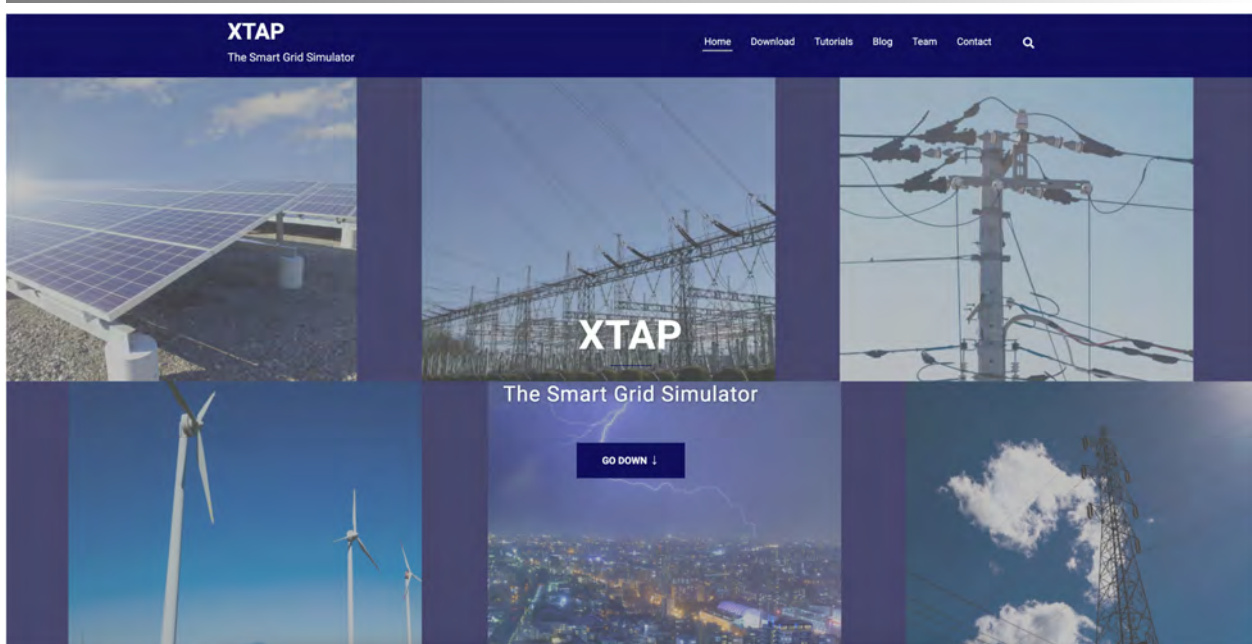 XTAP
The Smart Grid Simulator
Home Download Tutorials Blog Team Contact
XTAP
The Smart Grid Simulator
GO DOWN ↓